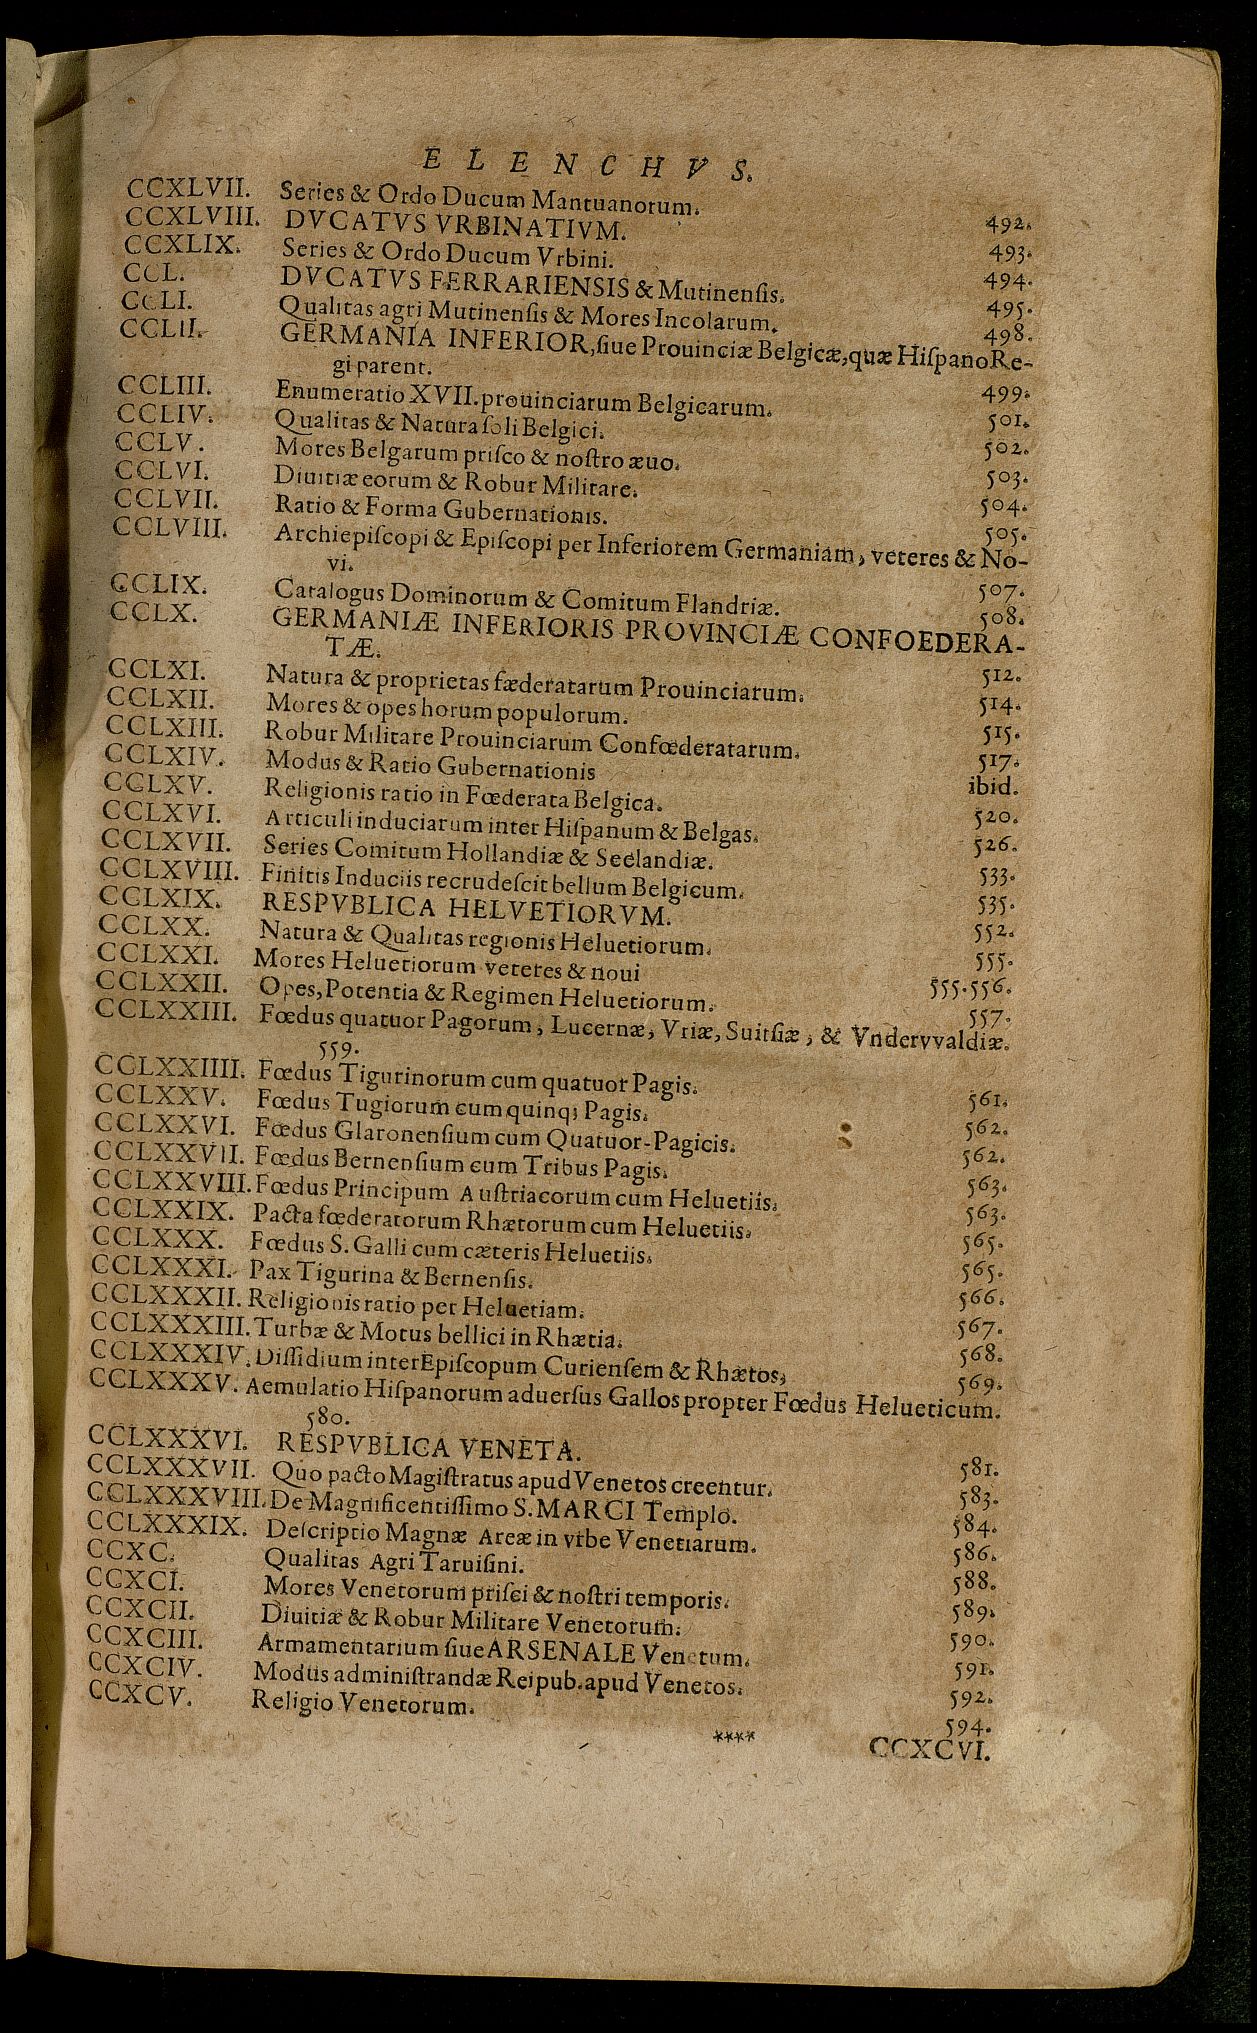 ELENCHVS.
CCXLVII. Series & Ordo Ducum Mantuanorum. 492.
CCXLVIII. DVCATVS VRBINATIVM. 493.
CCXLIX. Series & Ordo Ducum Vrbini. 494.
CCL. DVCATVS FERRARIENSIS & Mutinenſis. 495.
CCLI. Qualitas agri Mutinenſis & Mores Incolarum. 498.
CCLII. GERMANIA INFERIOR, ſiue Prouinciæ Belgicæ, quæ Hiſpano Re-
gi parent. 499.
CCLIII. Enumeratio XVII. prouinciarum Belgicarum. 501.
CCLIV. Qualitas & Natura ſoli Belgici. 502.
CCLV. Mores Belgarum priſco & noſtro æuo. 503.
CCLVI. Diuitiæ eorum & Robur Militare. 504.
CCLVII. Ratio & Forma Gubernationis. 505.
CCLVIII. Archiepiſcopi & Epiſcopi per Inferiorem Germaniam, veteres & No-
vi. 507.
CCLIX. Catalogus Dominorum & Comitum Flandriæ. 508.
CCLX. GERMANIÆ INFERIORIS PROVINCIÆ CONFOEDERA-
TÆ. 512.
CCLXI. Natura & proprietas fæderatarum Prouinciarum. 514.
CCLXII. Mores & opes horum populorum. 515.
CCLXIII. Robur Militare Prouinciarum Confœderatarum. 517.
CCLXIV. Modus & Ratio Gubernationis ibid.
CCLXV. Religionis ratio in Fœderata Belgica. 520.
CCLXVI. Articuli induciarum inter Hiſpanum & Belgas. 526.
CCLXVII. Series Comitum Hollandiæ & Seelandiæ. 533.
CCLXVIII. Finitis Induciis recrudeſcit bellum Belgicum. 535.
CCLXIX. RESPVBLICA HELVETIORVM. 552.
CCLXX. Natura & Qualitas regionis Heluetiorum. 555.
CCLXXI. Mores Heluetiorum veteres & noui 555.556.
CCLXXII. Opes, Potentia & Regimen Heluetiorum. 557.
CCLXXIII. Fœdus quatuor Pagorum, Lucernæ, Vriæ, Suitſiæ, & Vndervvaldiæ.
559.
CCLXXIIII. Fœdus Tigurinorum cum quatuor Pagis. 561.
CCLXXV. Fœdus Tugiorum cum quinq; Pagis. 562.
CCLXXVI. Fœdus Glaronenſium cum Quatuor-Pagicis. 562.
CCLXXVII. Fœdus Bernenſium cum Tribus Pagis. 563.
CCLXXVIII. Fœdus Principum Auſtriacorum cum Heluetiis. 563.
CCLXXIX. Pacta fœderatorum Rhætorum cum Heluetiis. 565.
CCLXXX. Fœdus S. Galli cum cæteris Heluetiis. 565.
CCLXXXI. Pax Tigurina & Bernenſis. 566.
CCLXXXII. Religionis ratio per Heluetiam. 567.
CCLXXXIII. Turbæ & Motus bellici in Rhætia. 568.
CCLXXXIV. Diſſidium inter Epiſcopum Curienſem & Rhætos, 569.
CCLXXXV. Aemulatio Hiſpanorum aduerſus Gallos propter Fœdus Helueticum.
580.
CCLXXXVI. RESPVBLICA VENETA. 581.
CCLXXXVII. Quo pacto Magiſtratus apud Venetos creentur. 583.
CCLXXXVIII. De Magnificentiſſimo S. MARCI Templo. 584.
CCLXXXIX. Deſcriptio Magnæ Areæ in vrbe Venetiarum. 586.
CCXC. Qualitas Agri Taruiſini. 588.
CCXCI. Mores Venetorum priſci & noſtri temporis. 589.
CCXCII. Diuitiæ & Robur Militare Venetorum. 590.
CCXCIII. Armamentarium ſiue ARSENALE Venetum. 591.
CCXCIV. Modus adminiſtrandæ Reipub. apud Venetos. 592.
CCXCV. Religio Venetorum. 594.
**** CCXCVI.